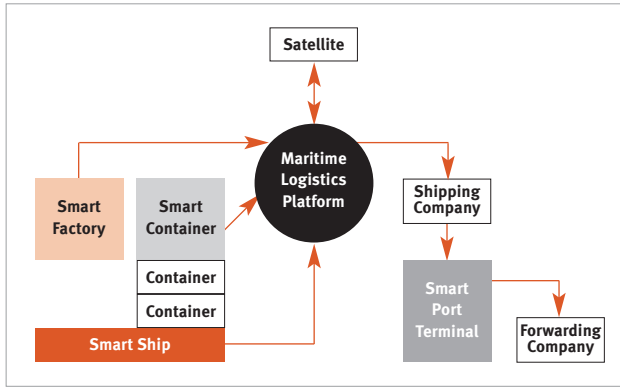 Satellite
Maritime
Logistics
Platform
Smart
Factory
Smart
Container
Shipping
Company
Container
Container
Smart
Port
Terminal
Smart Ship
Forwarding
Company